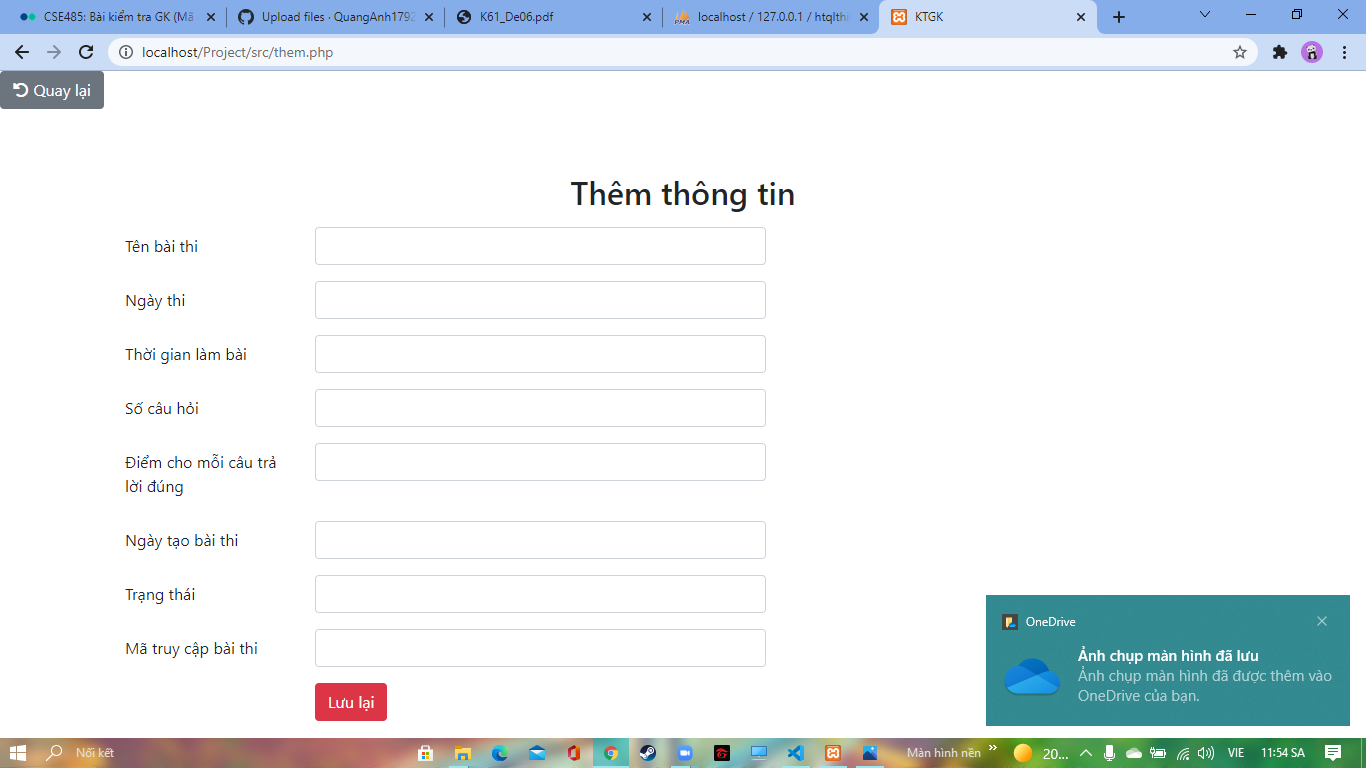 CSE485: Bài kiểm tra GK (Mã
Upload files · QuangAnh1792
K61_De06.pdf
localhost / 127.0.0.1 / htqlthi
KTGK
localhost/Project/src/them.php
Quay lại
Thêm thông tin
Tên bài thi
Ngày thi
Thời gian làm bài
Số câu hỏi
Điểm cho mỗi câu trả
lời đúng
Ngày tạo bài thi
Trạng thái
Mã truy cập bài thi
Lưu lại
OneDrive
Ảnh chụp màn hình đã lưu
Ảnh chụp màn hình đã được thêm vào
OneDrive của bạn.
Nối kết
Màn hình nền
20...
VIE
11:54 SA